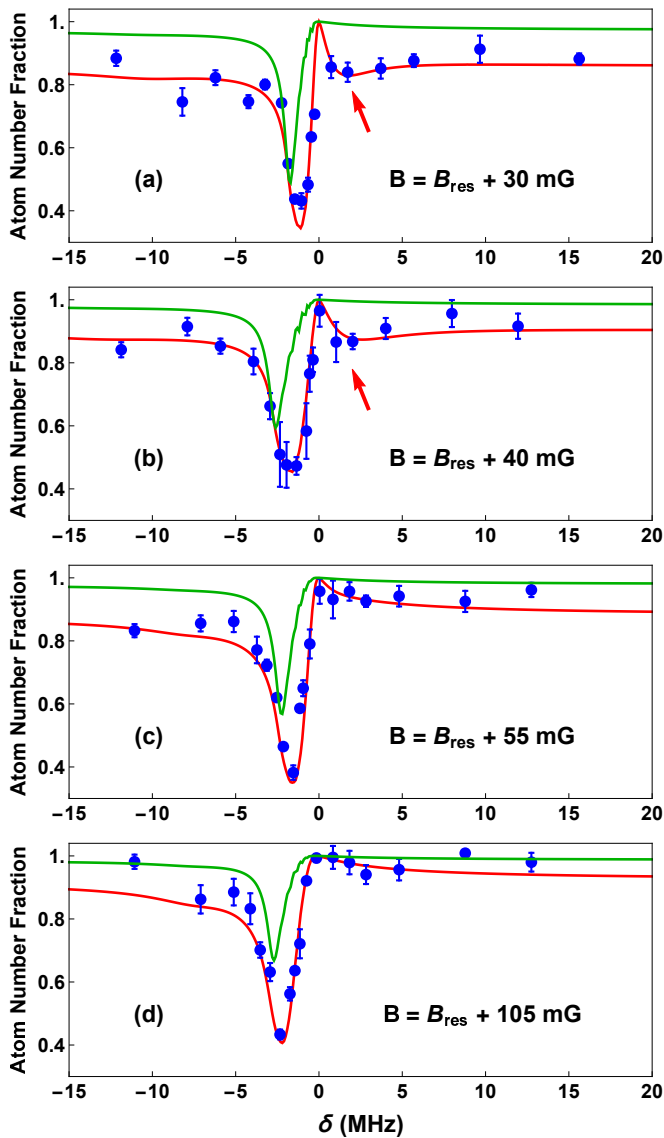 Atom Number Fraction
1.
0.8
0.6
0.4
(a)
B = Bres + 30 mG
−15 −10 −5 0 5 10 15 20
Atom Number Fraction
1.
0.8
0.6
0.4
(b)
B = Bres + 40 mG
−15 −10 −5 0 5 10 15 20
Atom Number Fraction
1.
0.8
0.6
0.4
(c)
B = Bres + 55 mG
−15 −10 −5 0 5 10 15 20
Atom Number Fraction
1.
0.8
0.6
0.4
(d)
B = Bres + 105 mG
−15 −10 −5 0 5 10 15 20
δ (MHz)